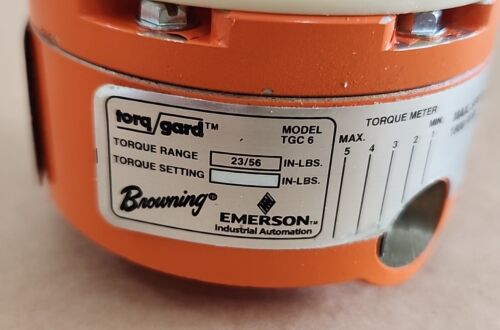 torq/gard™
MODEL
TGC 6
TORQUE RANGE 23/56 IN-LBS.
TORQUE SETTING IN-LBS.
Browning®
EMERSON™
Industrial Automation
TORQUE METER
MAX. MIN.
5 4 3 2 1